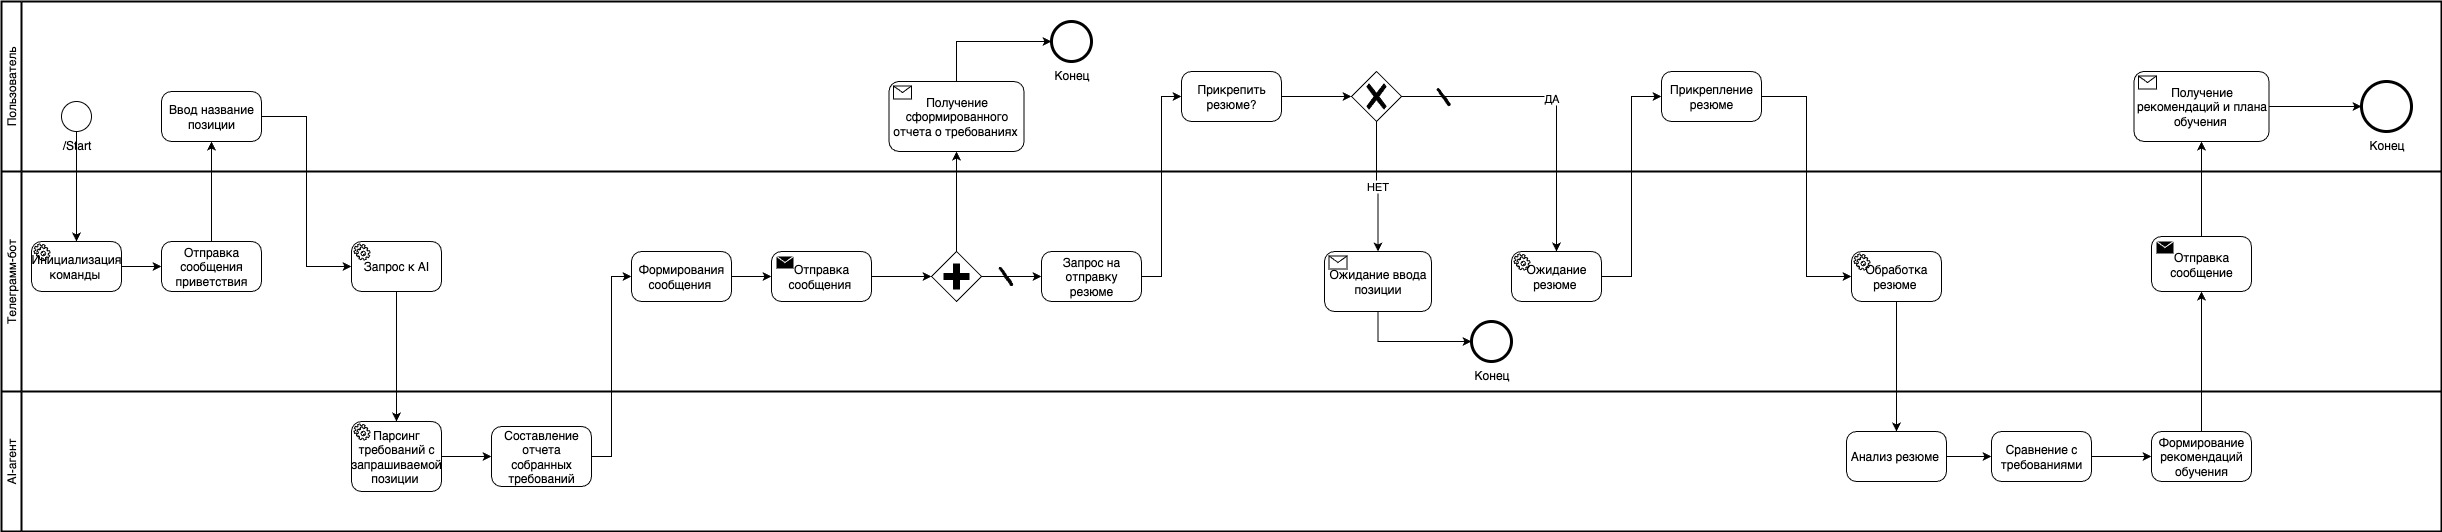 Пользователь
/Start
Ввод название
позиции
Получение
сформированного
отчета о требованиях
Конец
Прикрепить
резюме?
ДА
НЕТ
Прикрепление
резюме
Получение
рекомендаций и плана
обучения
Конец
Телеграмм-бот
Инициализация
команды
Отправка
сообщения
приветствия
Запрос к AI
Формирования
сообщения
Отправка
сообщения
Запрос на
отправку
резюме
Ожидание ввода
позиции
Конец
Ожидание
резюме
Обработка
резюме
Отправка
сообщение
AI-агент
Парсинг
требований с
запрашиваемой
позиции
Составление
отчета
собранных
требований
Анализ резюме
Сравнение с
требованиями
Формирование
рекомендаций
обучения